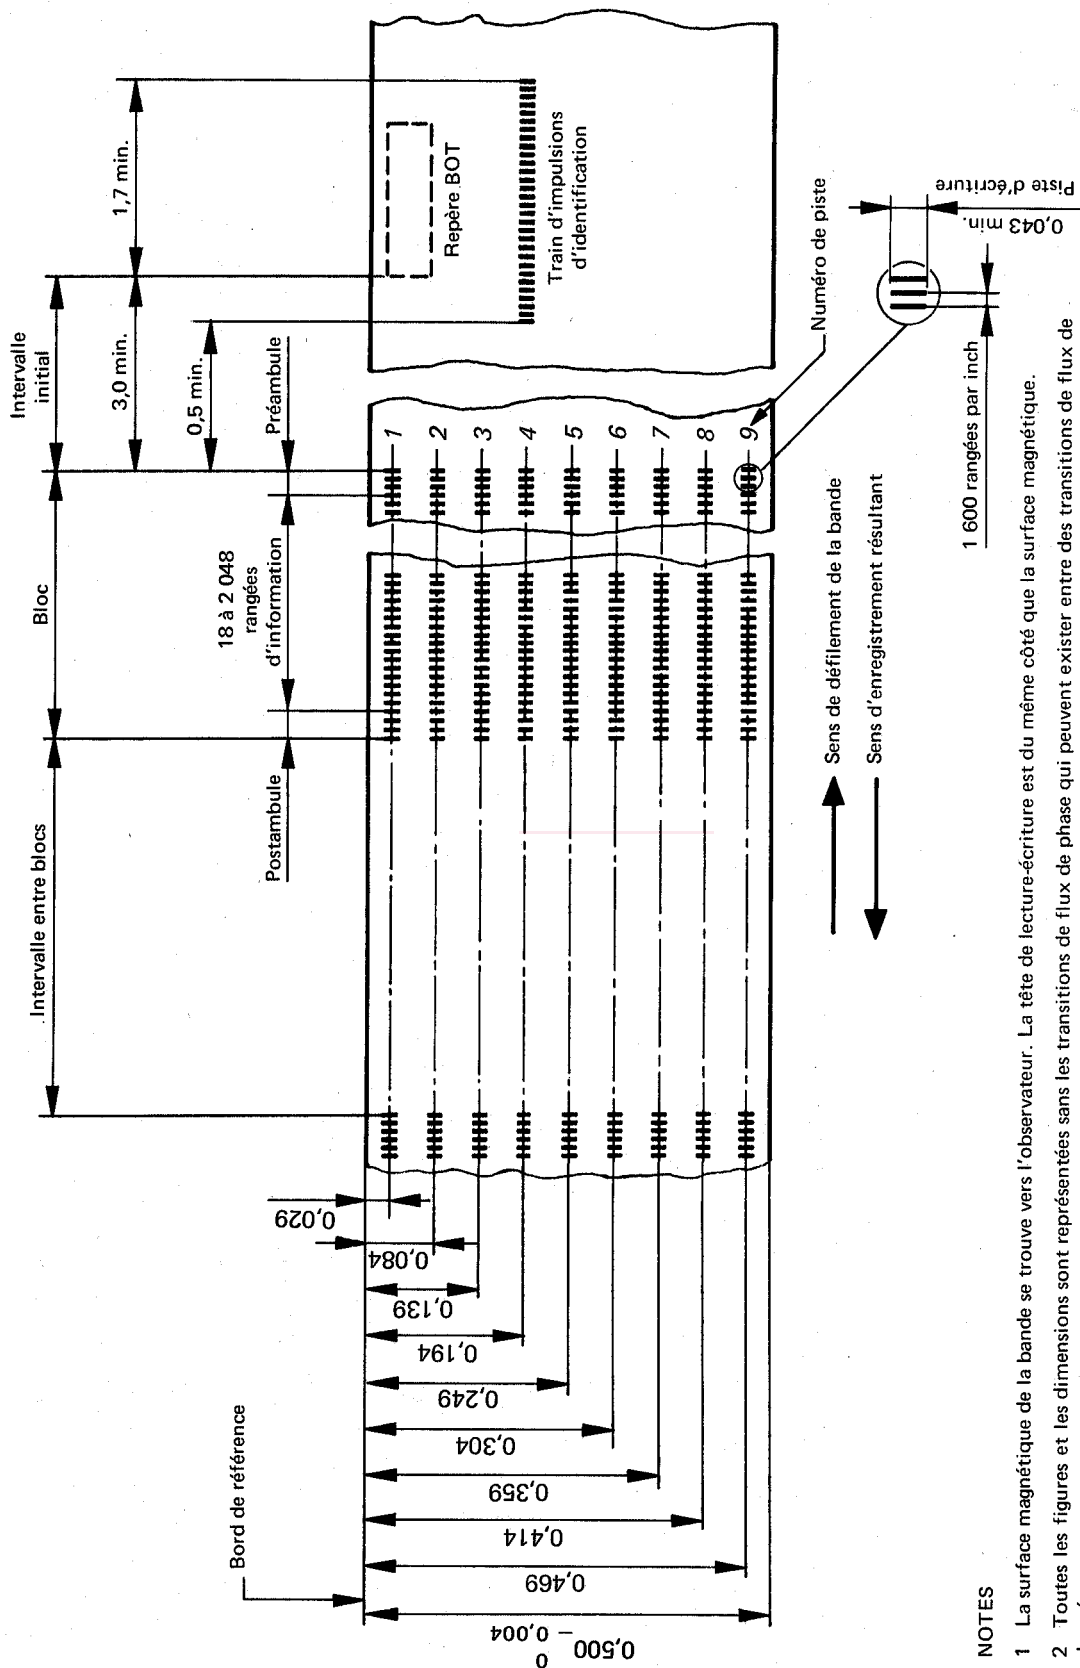 Intervalle entre blocs
Bloc
Intervalle
initial
3,0 min.
1,7 min.
0,5 min.
Postambule
18 à 2 048
rangées
d'information
Préambule
Bord de référence
Repère BOT
Train d'impulsions
d'identification
1
2
3
4
5
6
7
8
9
0,029
0,084
0,139
0,194
0,249
0,304
0,359
0,414
0,469
0,500
0
− 0,004
Numéro de piste
Sens de défilement de la bande
Sens d'enregistrement résultant
1 600 rangées par inch
0,043 min.
Piste d'écriture
NOTES
1 La surface magnétique de la bande se trouve vers l'observateur. La tête de lecture-écriture est du même côté que la surface magnétique.
2 Toutes les figures et les dimensions sont représentées sans les transitions de flux de phase qui peuvent exister entre des transitions de flux de